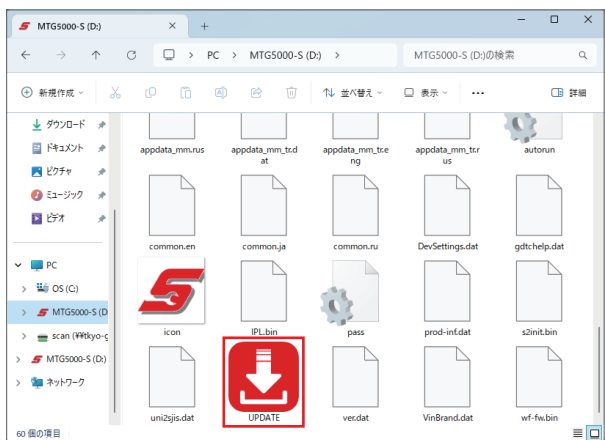 MTG5000-S (D:)
PC > MTG5000-S (D:) >
MTG5000-S (D:)の検索
新規作成
並べ替え
表示
詳細
ダウンロード
ドキュメント
ピクチャ
ミュージック
ビデオ
PC
OS (C:)
MTG5000-S (D
scan (¥¥tkyo-g
MTG5000-S (D:)
ネットワーク
appdata_mm.rus
appdata_mm_tr.d
at
appdata_mm_tr.e
ng
appdata_mm_tr.r
us
autorun
common.en
common.ja
common.ru
DevSettings.dat
gdtchelp.dat
icon
IPL.bin
pass
prod-inf.dat
s2init.bin
uni2sjis.dat
UPDATE
ver.dat
VinBrand.dat
wf-fw.bin
60 個の項目